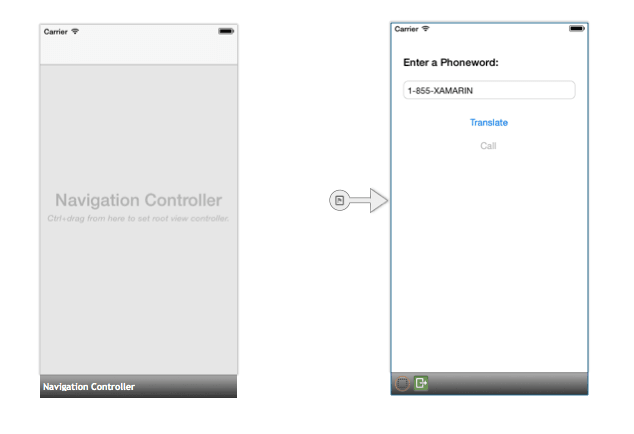 Carrier
Navigation Controller
Ctrl+drag from here to set root view controller.
Navigation Controller
Carrier
Enter a Phoneword:
1-855-XAMARIN
Translate
Call